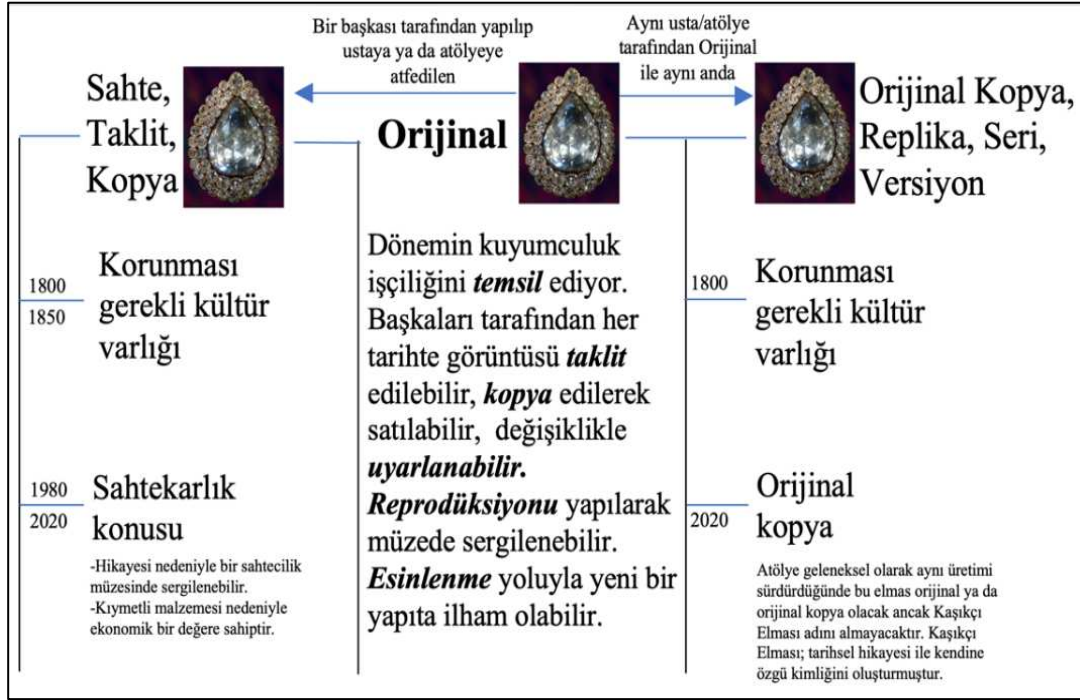 Bir başkası tarafından yapılıp
ustaya ya da atölyeye
atfedilen
Aynı usta/atölye
tarafından Orijinal
ile aynı anda
Sahte,
Taklit,
Kopya
Orijinal
Orijinal Kopya,
Replika, Seri,
Versiyon
1800
1850
Korunması
gerekli kültür
varlığı
1980
2020
Sahtekarlık
konusu
-Hikayesi nedeniyle bir sahtecilik
müzesinde sergilenebilir.
-Kıymetli malzemesi nedeniyle
ekonomik bir değere sahiptir.
Dönemin kuyumculuk
işçiliğini temsil ediyor.
Başkaları tarafından her
tarihte görüntüsü taklit
edilebilir, kopya edilerek
satılabilir, değişiklikle
uyarlanabilir.
Reprodüksiyonu yapılarak
müzede sergilenebilir.
Esinlenme yoluyla yeni bir
yapıta ilham olabilir.
1800
Korunması
gerekli kültür
varlığı
2020
Orijinal
kopya
Atölye geleneksel olarak aynı üretimi
sürdürdüğünde bu elmas orijinal ya da
orijinal kopya olacak ancak Kaşıkçı
Elması adını almayacaktır. Kaşıkçı
Elması; tarihsel hikayesi ile kendine
özgü kimliğini oluşturmuştur.